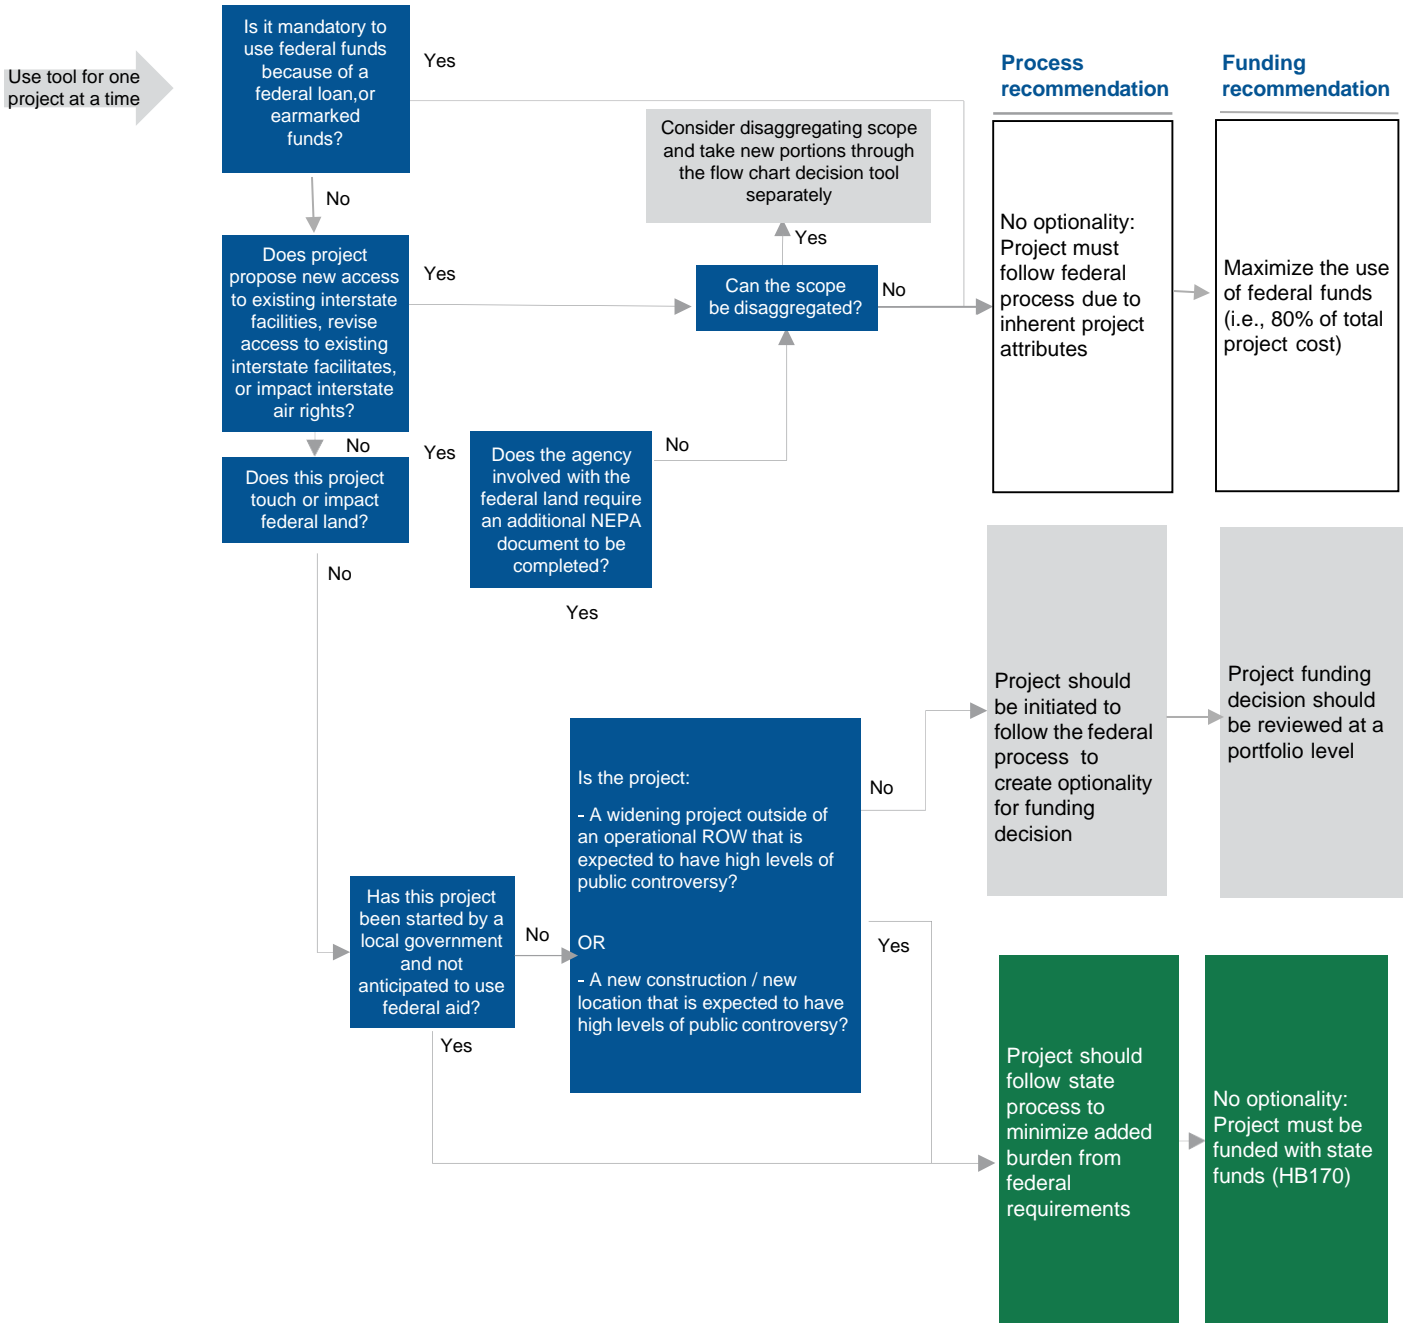 Use tool for one
project at a time
Is it mandatory to
use federal funds
because of a
federal loan,or
earmarked
funds?
Yes
No
Does project
propose new access
to existing interstate
facilities, revise
access to existing
interstate facilitates,
or impact interstate
air rights?
Yes
No
Consider disaggregating scope
and take new portions through
the flow chart decision tool
separately
Yes
Can the scope
be disaggregated?
No
Does this project
touch or impact
federal land?
Yes
No
Does the agency
involved with the
federal land require
an additional NEPA
document to be
completed?
No
Yes
Has this project
been started by a
local government
and not
anticipated to use
federal aid?
No
Yes
Is the project:
- A widening project outside of
an operational ROW that is
expected to have high levels of
public controversy?
OR
- A new construction / new
location that is expected to have
high levels of public controversy?
No
Yes
Process
recommendation
Funding
recommendation
No optionality:
Project must
follow federal
process due to
inherent project
attributes
Maximize the use
of federal funds
(i.e., 80% of total
project cost)
Project should
be initiated to
follow the federal
process to
create optionality
for funding
decision
Project funding
decision should
be reviewed at a
portfolio level
Project should
follow state
process to
minimize added
burden from
federal
requirements
No optionality:
Project must be
funded with state
funds (HB170)